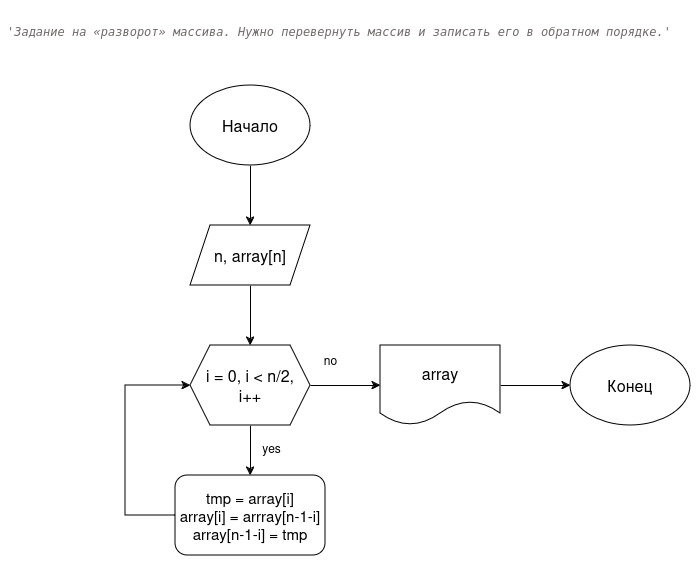 'Задание на «разворот» массива. Нужно перевернуть массив и записать его в обратном порядке.'
Начало
n, array[n]
i = 0, i < n/2,
i++
no
array
Конец
yes
tmp = array[i]
array[i] = arrray[n-1-i]
array[n-1-i] = tmp